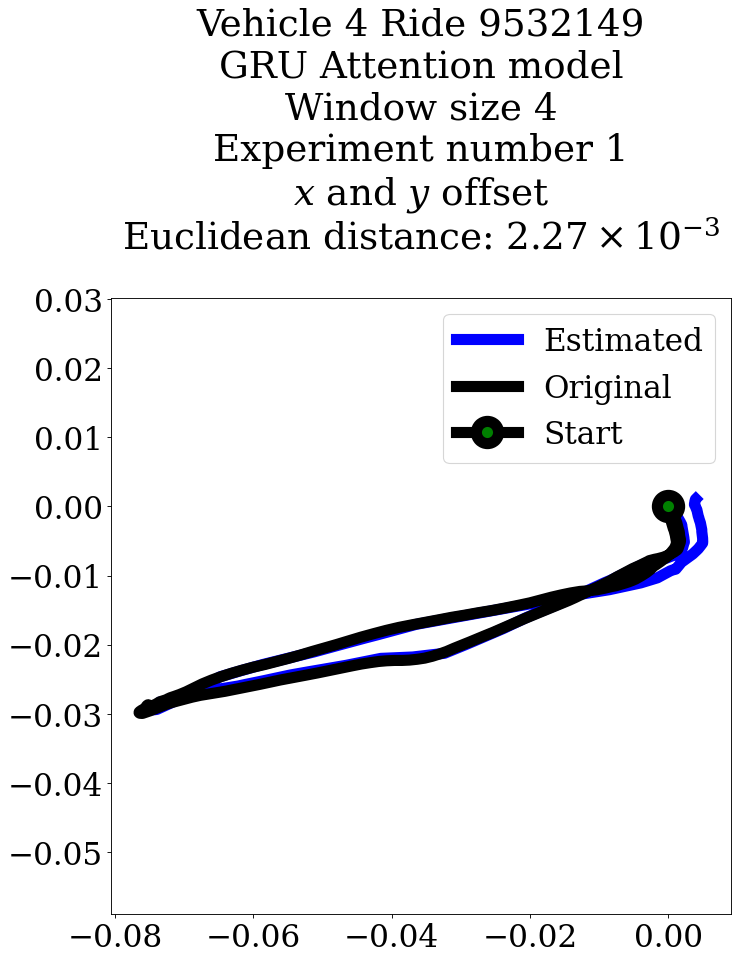 Vehicle 4 Ride 9532149
GRU Attention model
Window size 4
Experiment number 1
x and y offset
Euclidean distance: 2.27 × 10⁻³
Estimated
Original
Start
0.03
0.02
0.01
0.00
−0.01
−0.02
−0.03
−0.04
−0.05
−0.08 −0.06 −0.04 −0.02 0.00